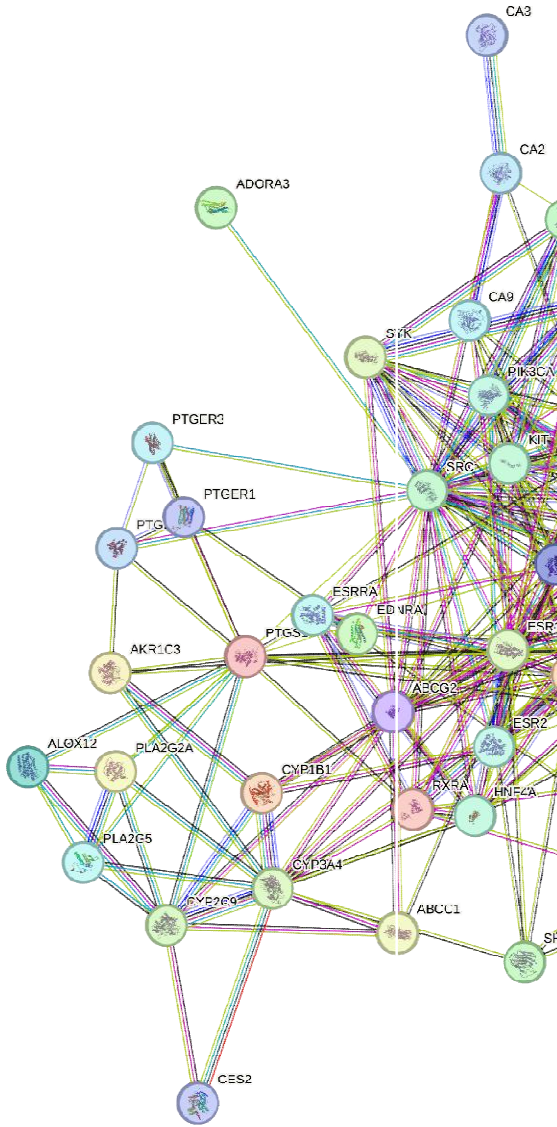 CA3
CA2
ADORA3
CA9
SYK
PIK3CA
PTGER3
KIT
SRC
PTGER1
ESRRA
EDNRA
AKR1C3
ABCG2
ESR2
ALOX12
PLA2G2A
CYP1B1
RXRA
HNF4A
PLA2G5
CYP3A4
CYP2C9
ABCC1
CES2